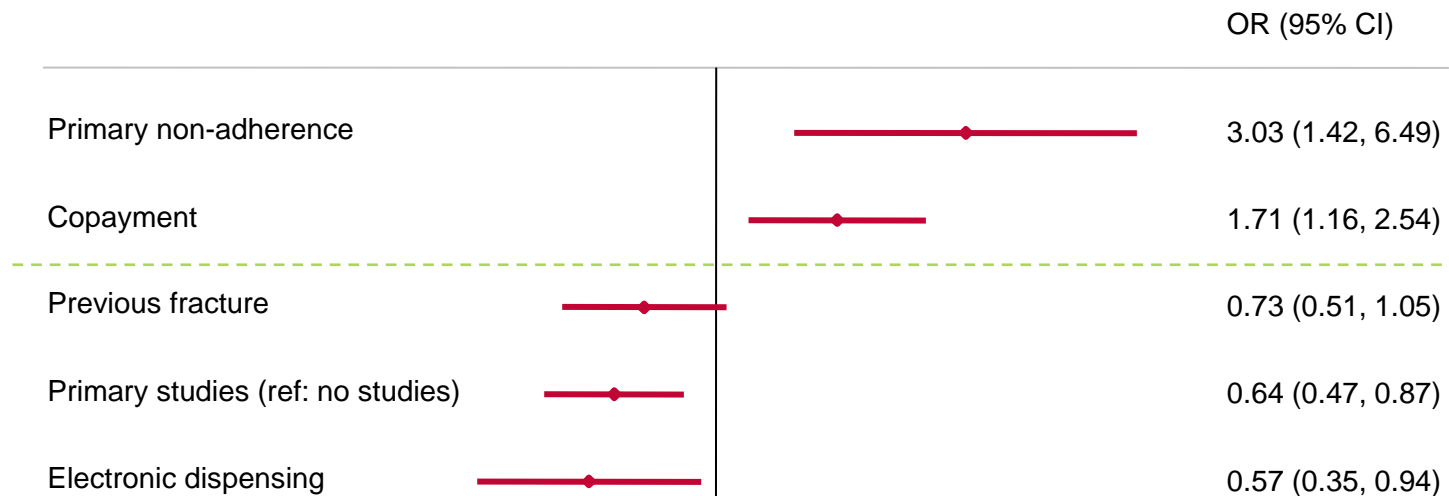 OR (95% CI)
Primary non-adherence 3.03 (1.42, 6.49)
Copayment 1.71 (1.16, 2.54)
Previous fracture 0.73 (0.51, 1.05)
Primary studies (ref: no studies) 0.64 (0.47, 0.87)
Electronic dispensing 0.57 (0.35, 0.94)